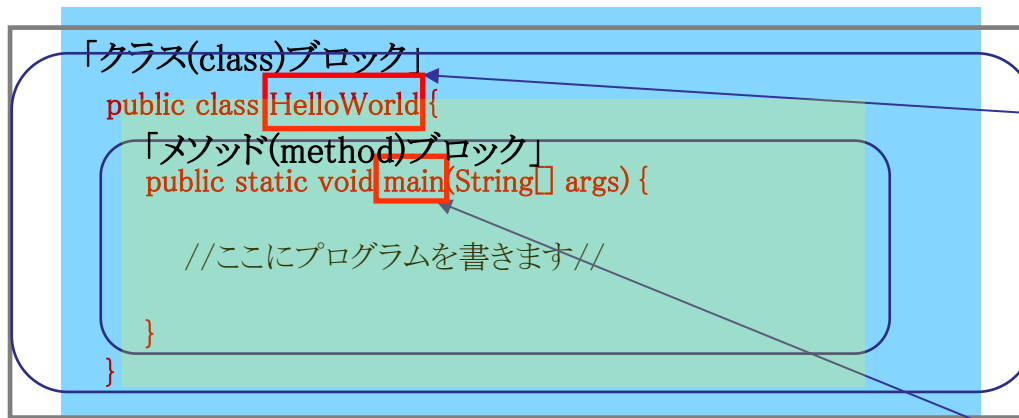 「クラス(class)ブロック」
public class HelloWorld {
「メソッド(method)ブロック」
public static void main(String[] args) {
//ここにプログラムを書きます//
}
}